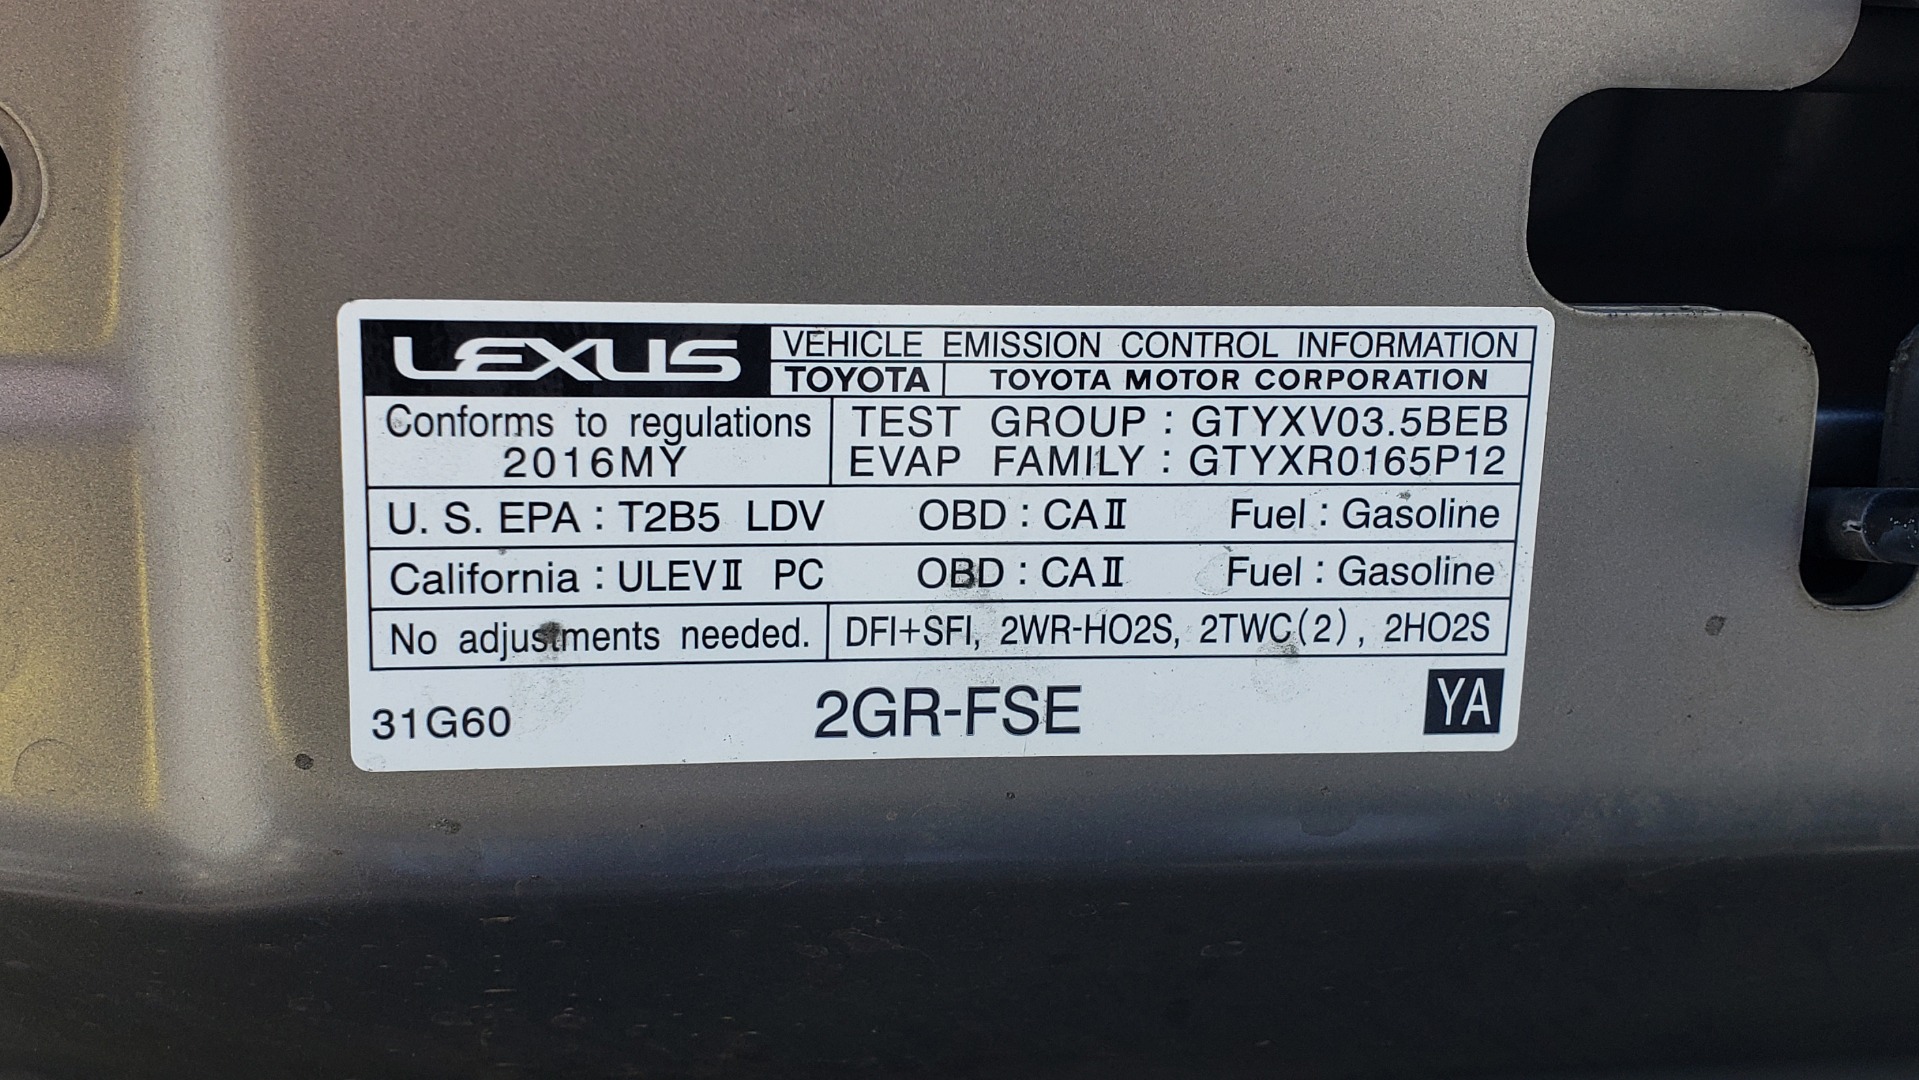 LEXUS VEHICLE EMISSION CONTROL INFORMATION
TOYOTA TOYOTA MOTOR CORPORATION
Conforms to regulations
2016MY
TEST GROUP : GTYXV03.5BEB
EVAP FAMILY : GTYXR0165P12
U. S. EPA : T2B5 LDV OBD : CAⅡ Fuel : Gasoline
California : ULEVⅡ PC OBD : CAⅡ Fuel : Gasoline
No adjustments needed. DFI+SFI, 2WR-HO2S, 2TWC(2), 2HO2S
31G60 2GR-FSE YA